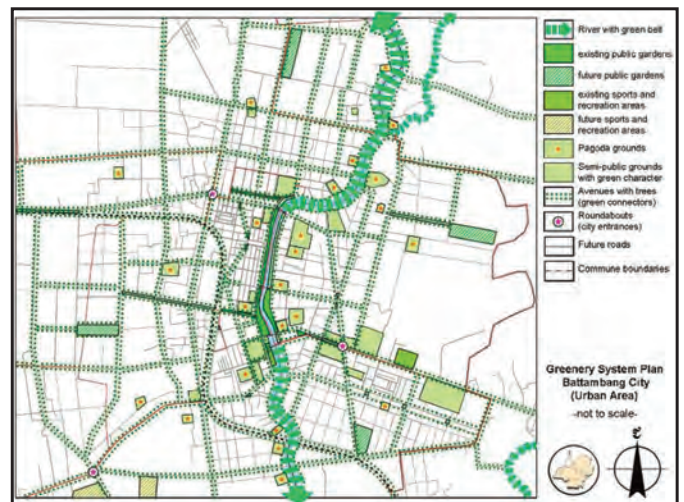 River with green belt
existing public gardens
future public gardens
existing sports and
recreation areas
future sports and
recreation areas
Pagoda grounds
Semi-public grounds
with green character
Avenues with trees
(green connectors)
Roundabouts
(city entrances)
Future roads
Commune boundaries
Greenery System Plan
Battambang City
(Urban Area)
-not to scale-